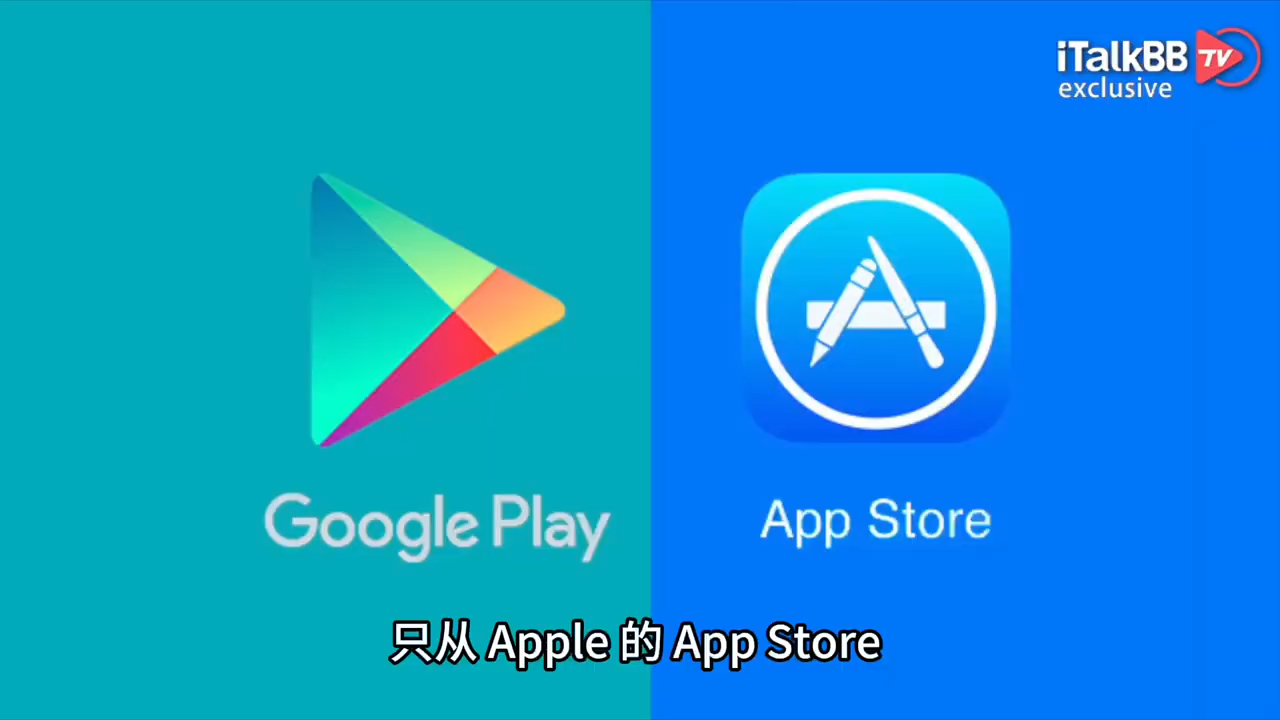 iTalkBB TV
exclusive
Google Play
App Store
只从 Apple 的 App Store